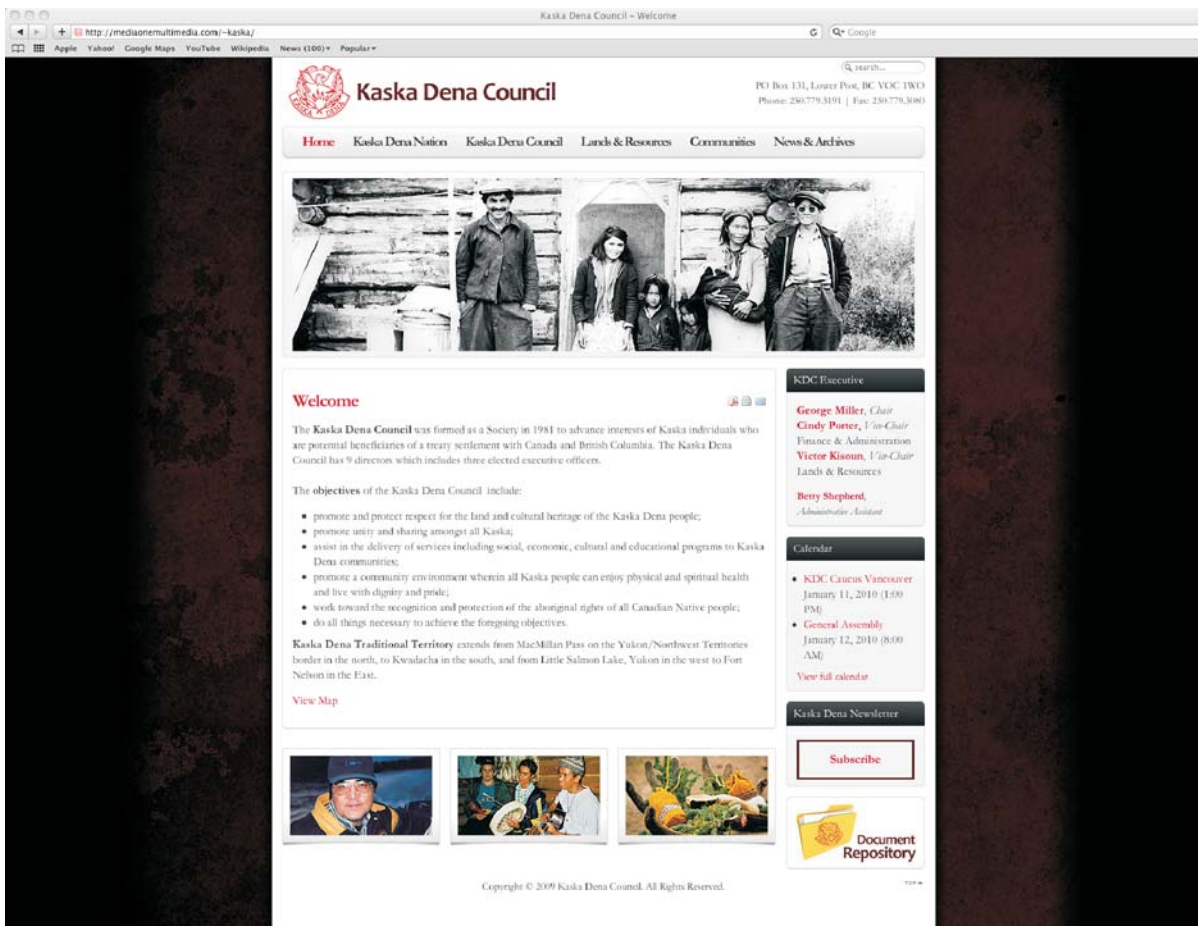 Kaska Dena Council – Welcome
http://mediaonemultimedia.com/~kaska/
Google
Apple Yahoo! Google Maps YouTube Wikipedia News (100) Popular
search...
KASKA DENA
Kaska Dena Council
PO Box 131, Lower Post, BC VOC 1WO
Phone: 250.779.3191 | Fax: 250.779.3080
Home Kaska Dena Nation Kaska Dena Council Lands & Resources Communities News & Archives
Welcome
The Kaska Dena Council was formed as a Society in 1981 to advance interests of Kaska individuals who
are potential beneficiaries of a treaty settlement with Canada and British Columbia. The Kaska Dena
Council has 9 directors which includes three elected executive officers.
The objectives of the Kaska Dena Council include:
• promote and protect respect for the land and cultural heritage of the Kaska Dena people;
• promote unity and sharing amongst all Kaska;
• assist in the delivery of services including social, economic, cultural and educational programs to Kaska
Dena communities;
• promote a community environment wherein all Kaska people can enjoy physical and spiritual health
and live with dignity and pride;
• work toward the recognition and protection of the aboriginal rights of all Canadian Native people;
• do all things necessary to achieve the foregoing objectives.
Kaska Dena Traditional Territory extends from MacMillan Pass on the Yukon/Northwest Territories
border in the north, to Kwadacha in the south, and from Little Salmon Lake, Yukon in the west to Fort
Nelson in the East.
View Map
KDC Executive
George Miller, Chair
Cindy Porter, Vice-Chair
Finance & Administration
Victor Kisoun, Vice-Chair
Lands & Resources
Betty Shepherd,
Administrative Assistant
Calendar
• KDC Caucus Vancouver
January 11, 2010 (1:00
PM)
• General Assembly
January 12, 2010 (8:00
AM)
View full calendar
Kaska Dena Newsletter
Subscribe
Document
Repository
Copyright © 2009 Kaska Dena Council. All Rights Reserved.
TOP